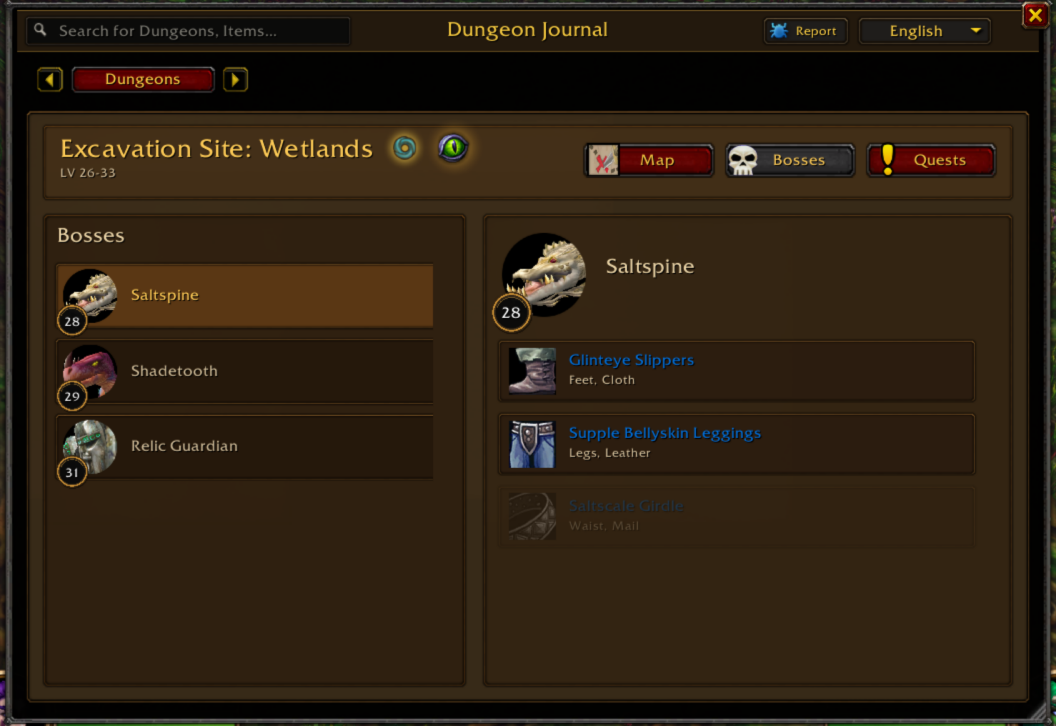 Search for Dungeons, Items...
Dungeon Journal
Report
English
Dungeons
Excavation Site: Wetlands
LV 26-33
Map
Bosses
Quests
Bosses
Saltspine
28
Shadetooth
29
Relic Guardian
31
Saltspine
28
Glinteye Slippers
Feet, Cloth
Supple Bellyskin Leggings
Legs, Leather
Saltscale Girdle
Waist, Mail